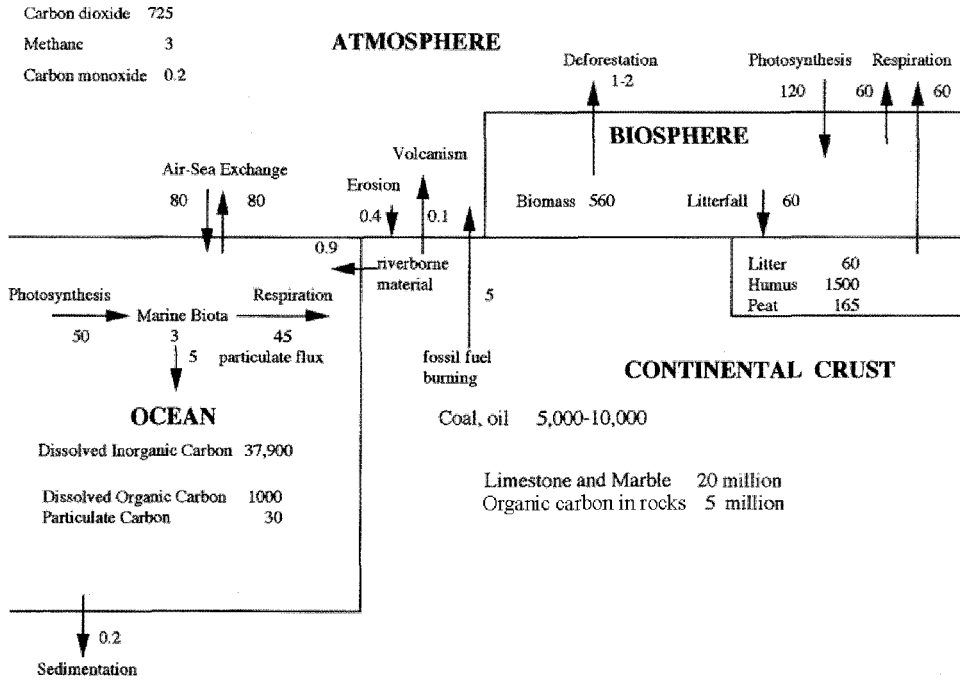 Carbon dioxide 725
Methane 3
Carbon monoxide 0.2
ATMOSPHERE
Deforestation
1-2
Photosynthesis
120
Respiration
60 60
BIOSPHERE
Biomass 560
Litterfall 60
Air-Sea Exchange
80 80
Volcanism
0.1
Erosion
0.4
0.9
riverborne
material
5
fossil fuel
burning
Litter 60
Humus 1500
Peat 165
Photosynthesis
50
Marine Biota
3
Respiration
45
5 particulate flux
CONTINENTAL CRUST
OCEAN
Coal, oil 5,000-10,000
Dissolved Inorganic Carbon 37,900
Dissolved Organic Carbon 1000
Particulate Carbon 30
Limestone and Marble 20 million
Organic carbon in rocks 5 million
0.2
Sedimentation